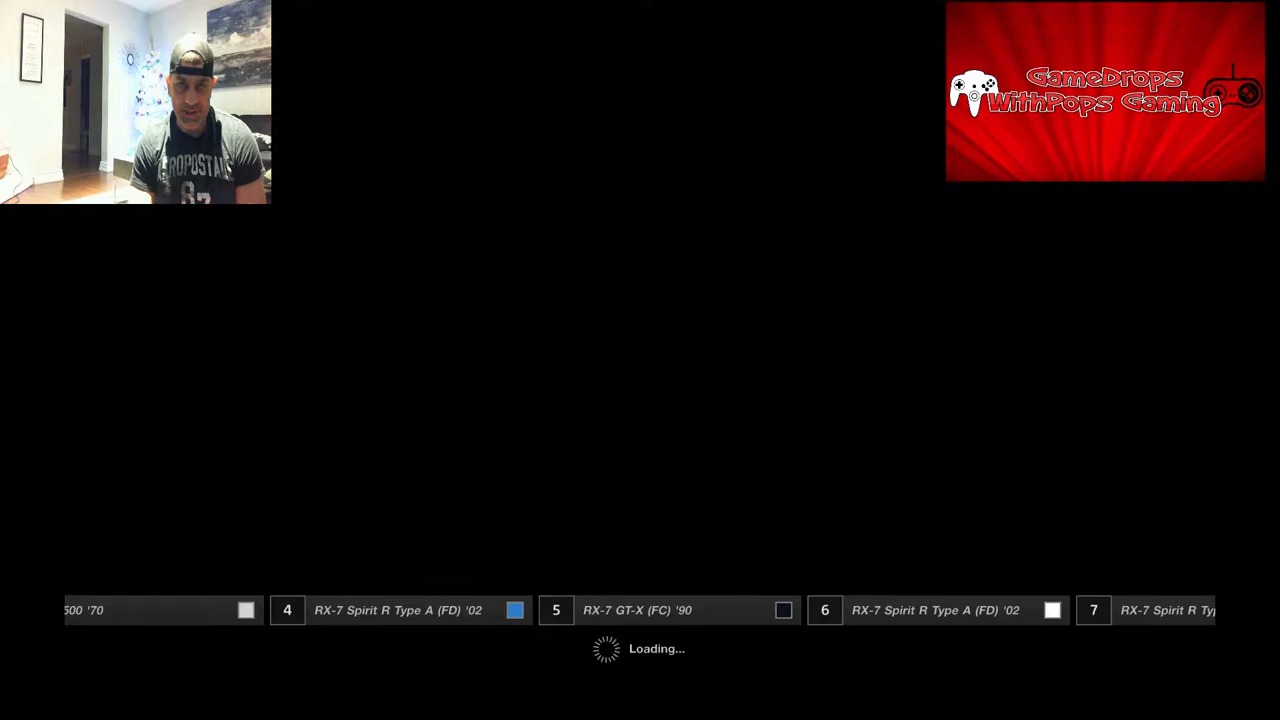 GameDrops
WithPops Gaming
500 '70
4 RX-7 Spirit R Type A (FD) '02
5 RX-7 GT-X (FC) '90
6 RX-7 Spirit R Type A (FD) '02
7 RX-7 Spirit R Ty
Loading...